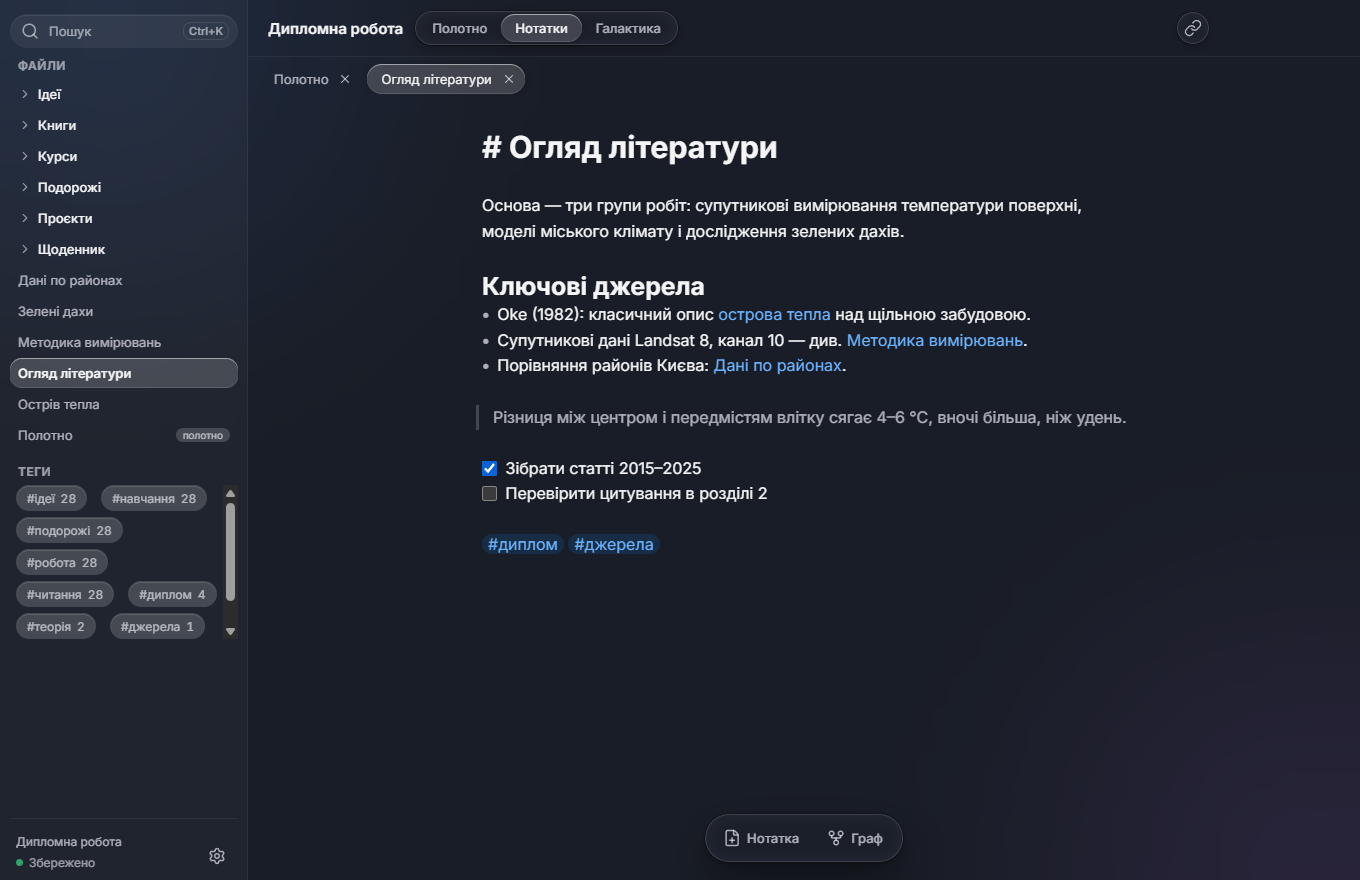 Пошук
Ctrl+K
ФАЙЛИ
Ідеї
Книги
Курси
Подорожі
Проєкти
Щоденник
Дані по районах
Зелені дахи
Методика вимірювань
Огляд літератури
Острів тепла
Полотно
полотно
ТЕГИ
#ідеї 28
#навчання 28
#подорожі 28
#робота 28
#читання 28
#диплом 4
#теорія 2
#джерела 1
Дипломна робота
Збережено
Дипломна робота
Полотно
Нотатки
Галактика
Полотно
Огляд літератури
# Огляд літератури
Основа — три групи робіт: супутникові вимірювання температури поверхні,
моделі міського клімату і дослідження зелених дахів.
Ключові джерела
Oke (1982): класичний опис острова тепла над щільною забудовою.
Супутникові дані Landsat 8, канал 10 — див. Методика вимірювань.
Порівняння районів Києва: Дані по районах.
Різниця між центром і передмістям влітку сягає 4–6 °C, вночі більша, ніж удень.
Зібрати статті 2015–2025
Перевірити цитування в розділі 2
#диплом #джерела
Нотатка
Граф